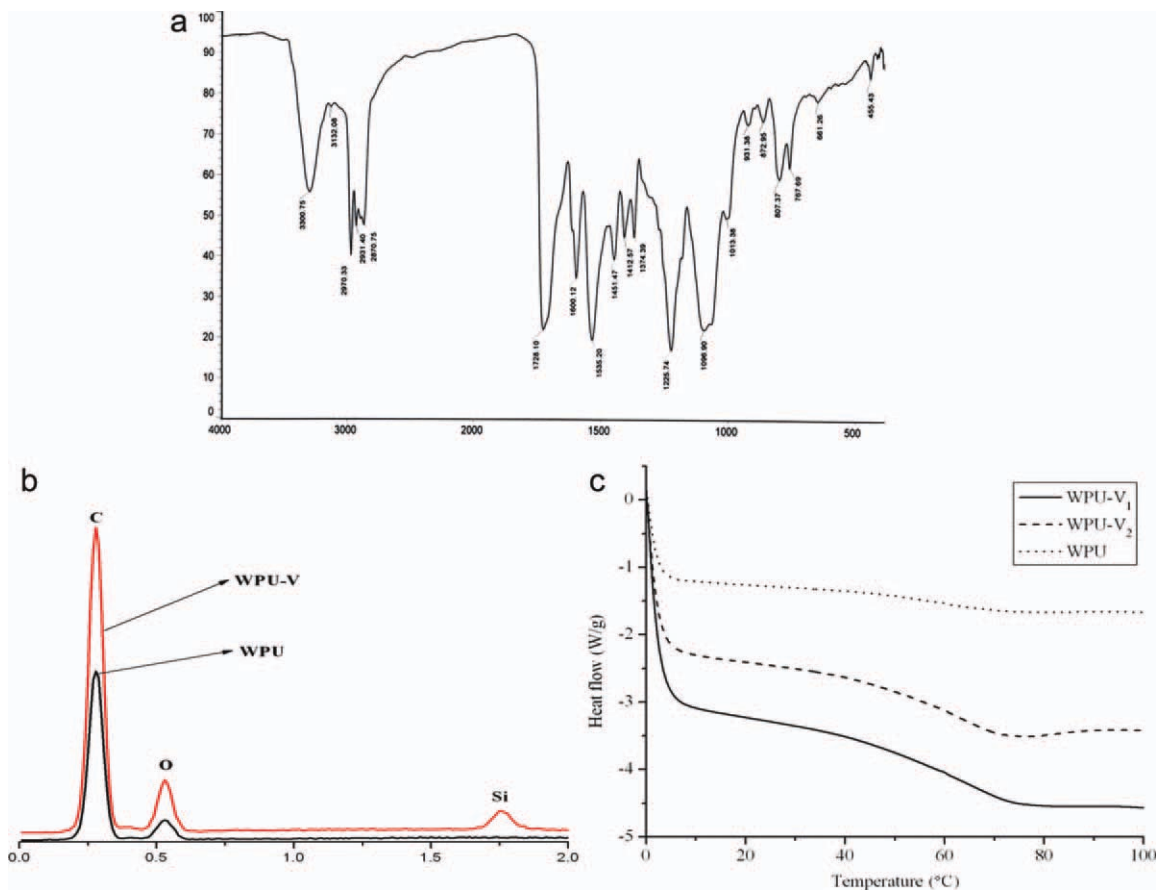 a
100
90
80
70
60
50
40
30
20
10
0
3300.75
3132.08
2970.33
2931.40
2870.75
1728.10
1600.12
1535.20
1451.47
1412.57
1374.39
1225.74
1096.90
1013.38
931.38
872.95
807.37
767.69
661.26
455.43
4000 3000 2000 1500 1000 500
b
C
WPU-V
WPU
O
Si
0.0 0.5 1.0 1.5 2.0
c
WPU-V1
WPU-V2
WPU
0
-1
-2
-3
-4
-5
Heat flow (W/g)
0 20 40 60 80 100
Temperature (°C)